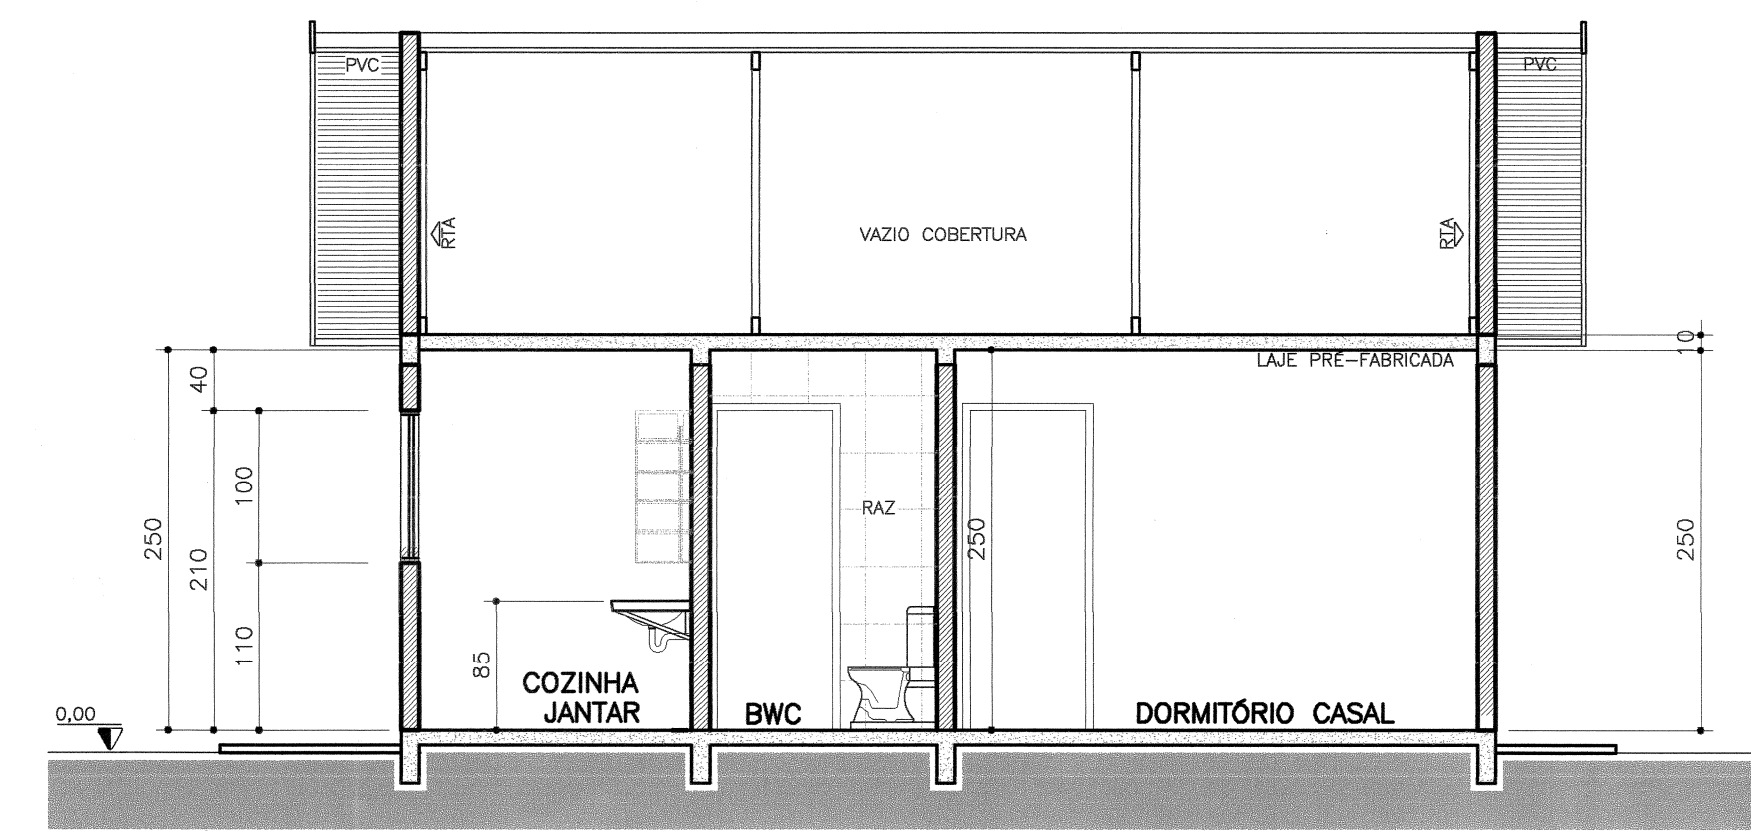 PVC
PVC
RTA
VAZIO COBERTURA
RTA
10
40
LAJE PRÉ-FABRICADA
100
250
210
RAZ
250
250
110
85
COZINHA
JANTAR
BWC
DORMITÓRIO CASAL
0,00